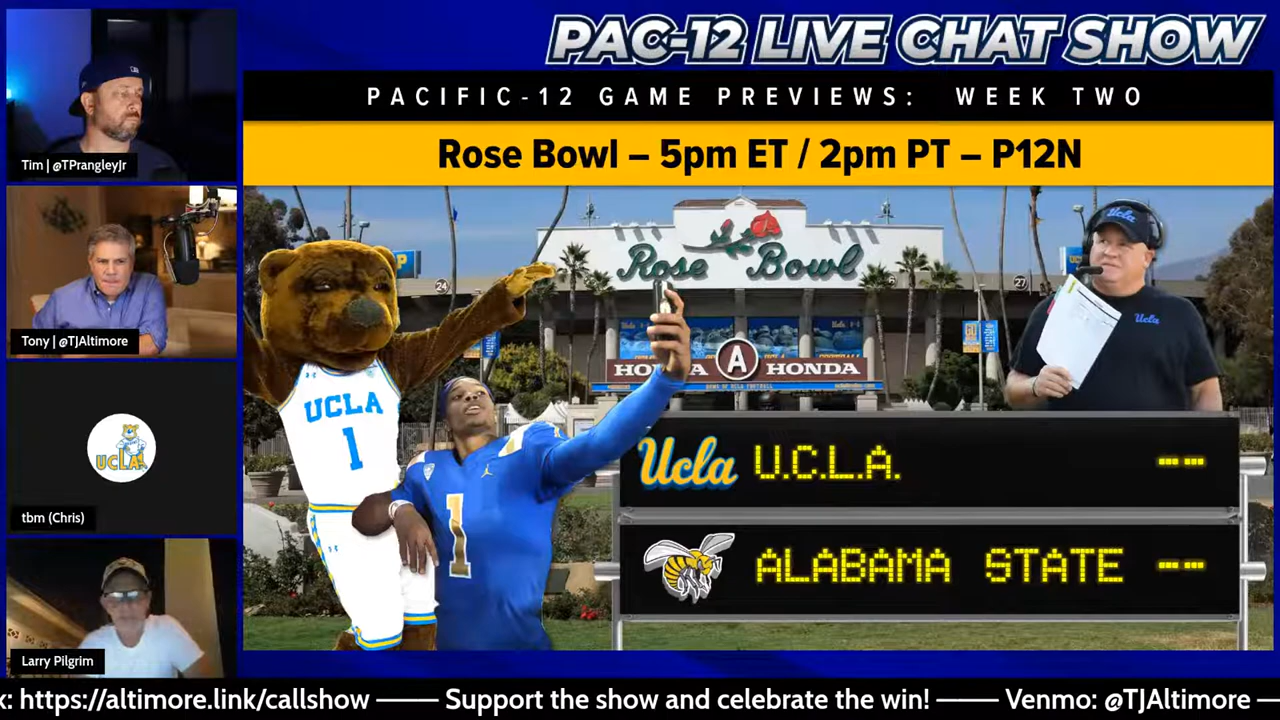 PAC-12 LIVE CHAT SHOW
PACIFIC-12 GAME PREVIEWS: WEEK TWO
Rose Bowl – 5pm ET / 2pm PT – P12N
Tim | @TPrangleyJr
Tony | @TJAltimore
UCLA
tbm (Chris)
Larry Pilgrim
Rose Bowl
24
27
A
HONDA
HONDA
Ucla
Ucla
UCLA
1
1
Ucla
U.C.L.A.
--
ALABAMA STATE
--
k: https://altimore.link/callshow —— Support the show and celebrate the win! —— Venmo: @TJAltimore —